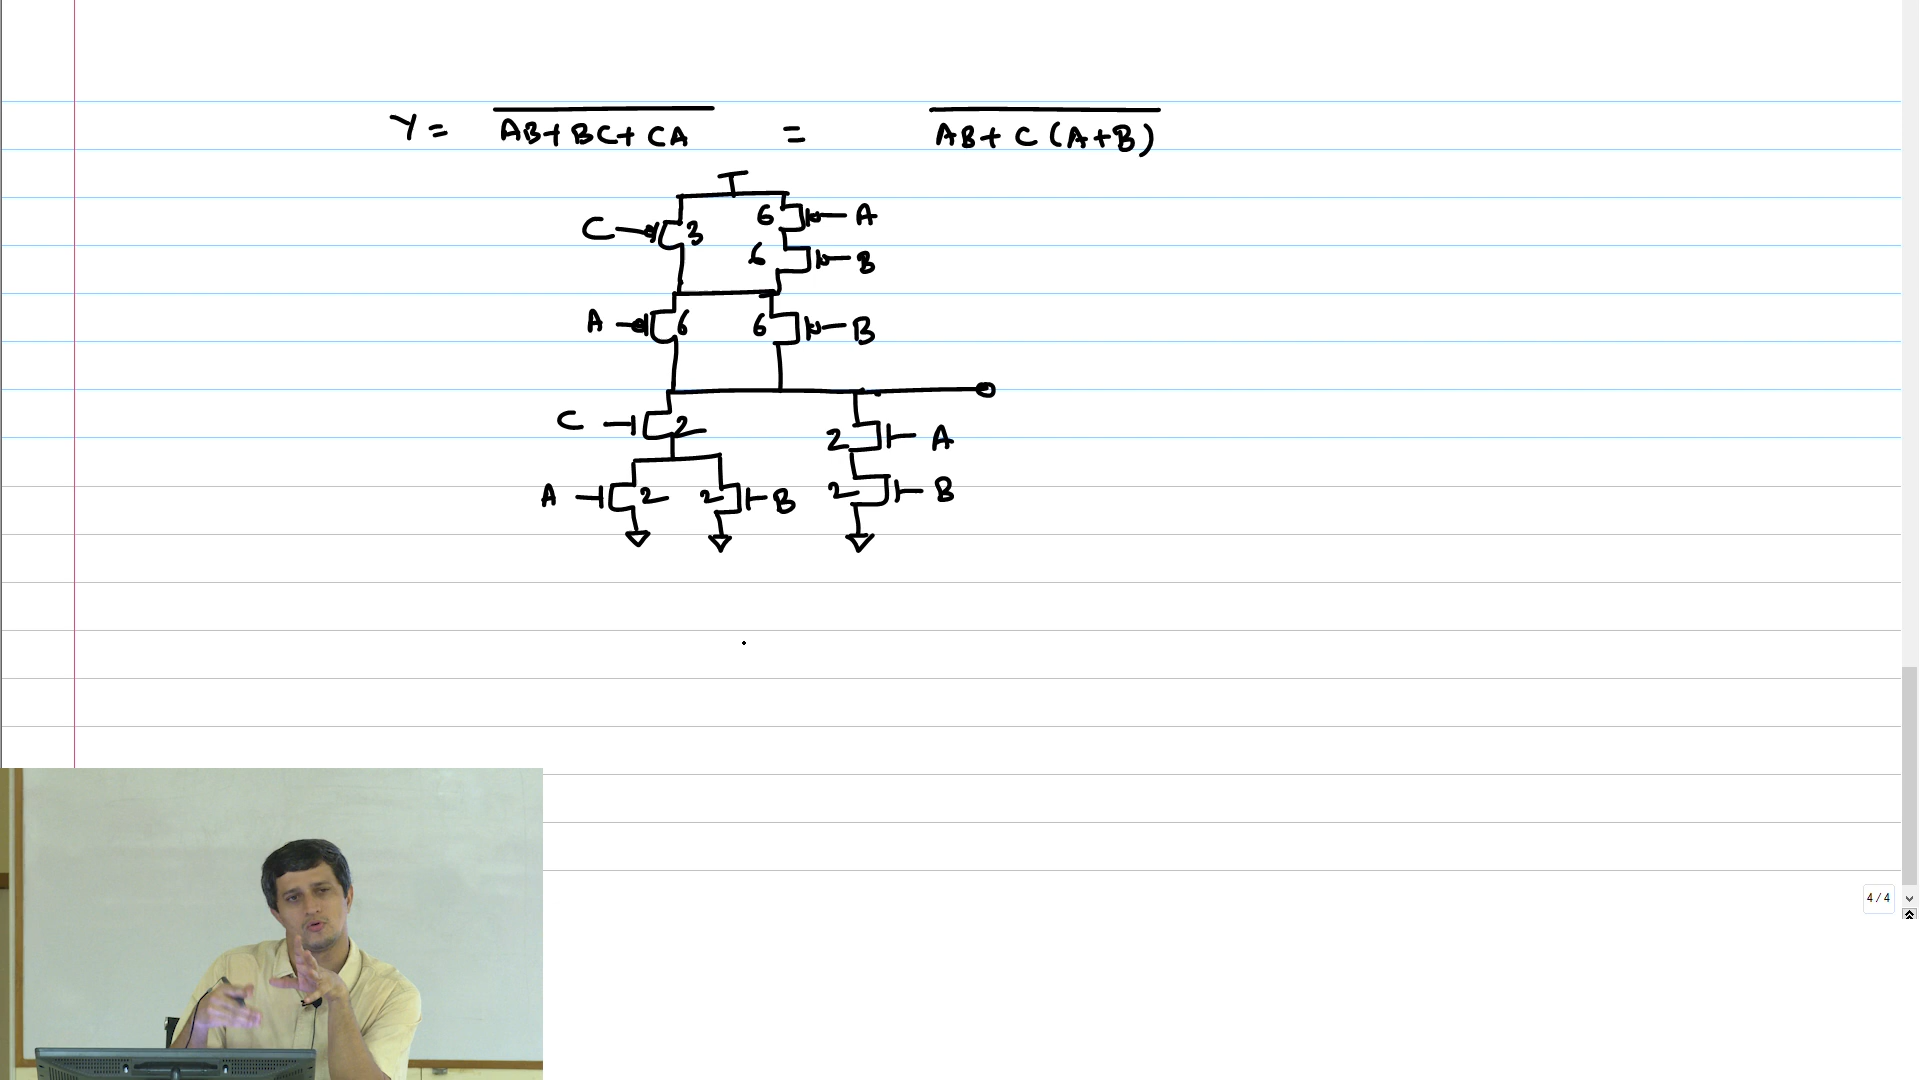 Y = AB+BC+CA = AB+C(A+B)
C 3 6 A
6 B
A 6 6 B
C 2 2 A
A 2 2 B 2 B
4 / 4